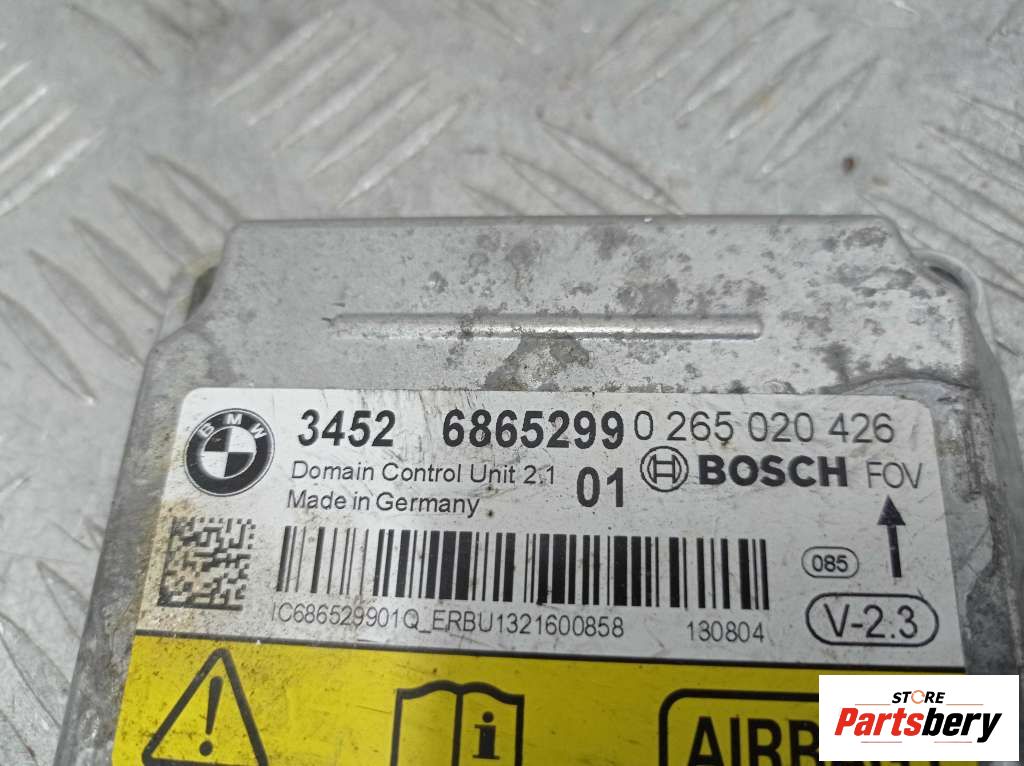 BMW 3452 6865299 0 265 020 426
Domain Control Unit 2.1 01 BOSCH FOV
Made in Germany
085
IC686529901Q_ERBU1321600858 130804 V-2.3
i
STORE
Partsbery